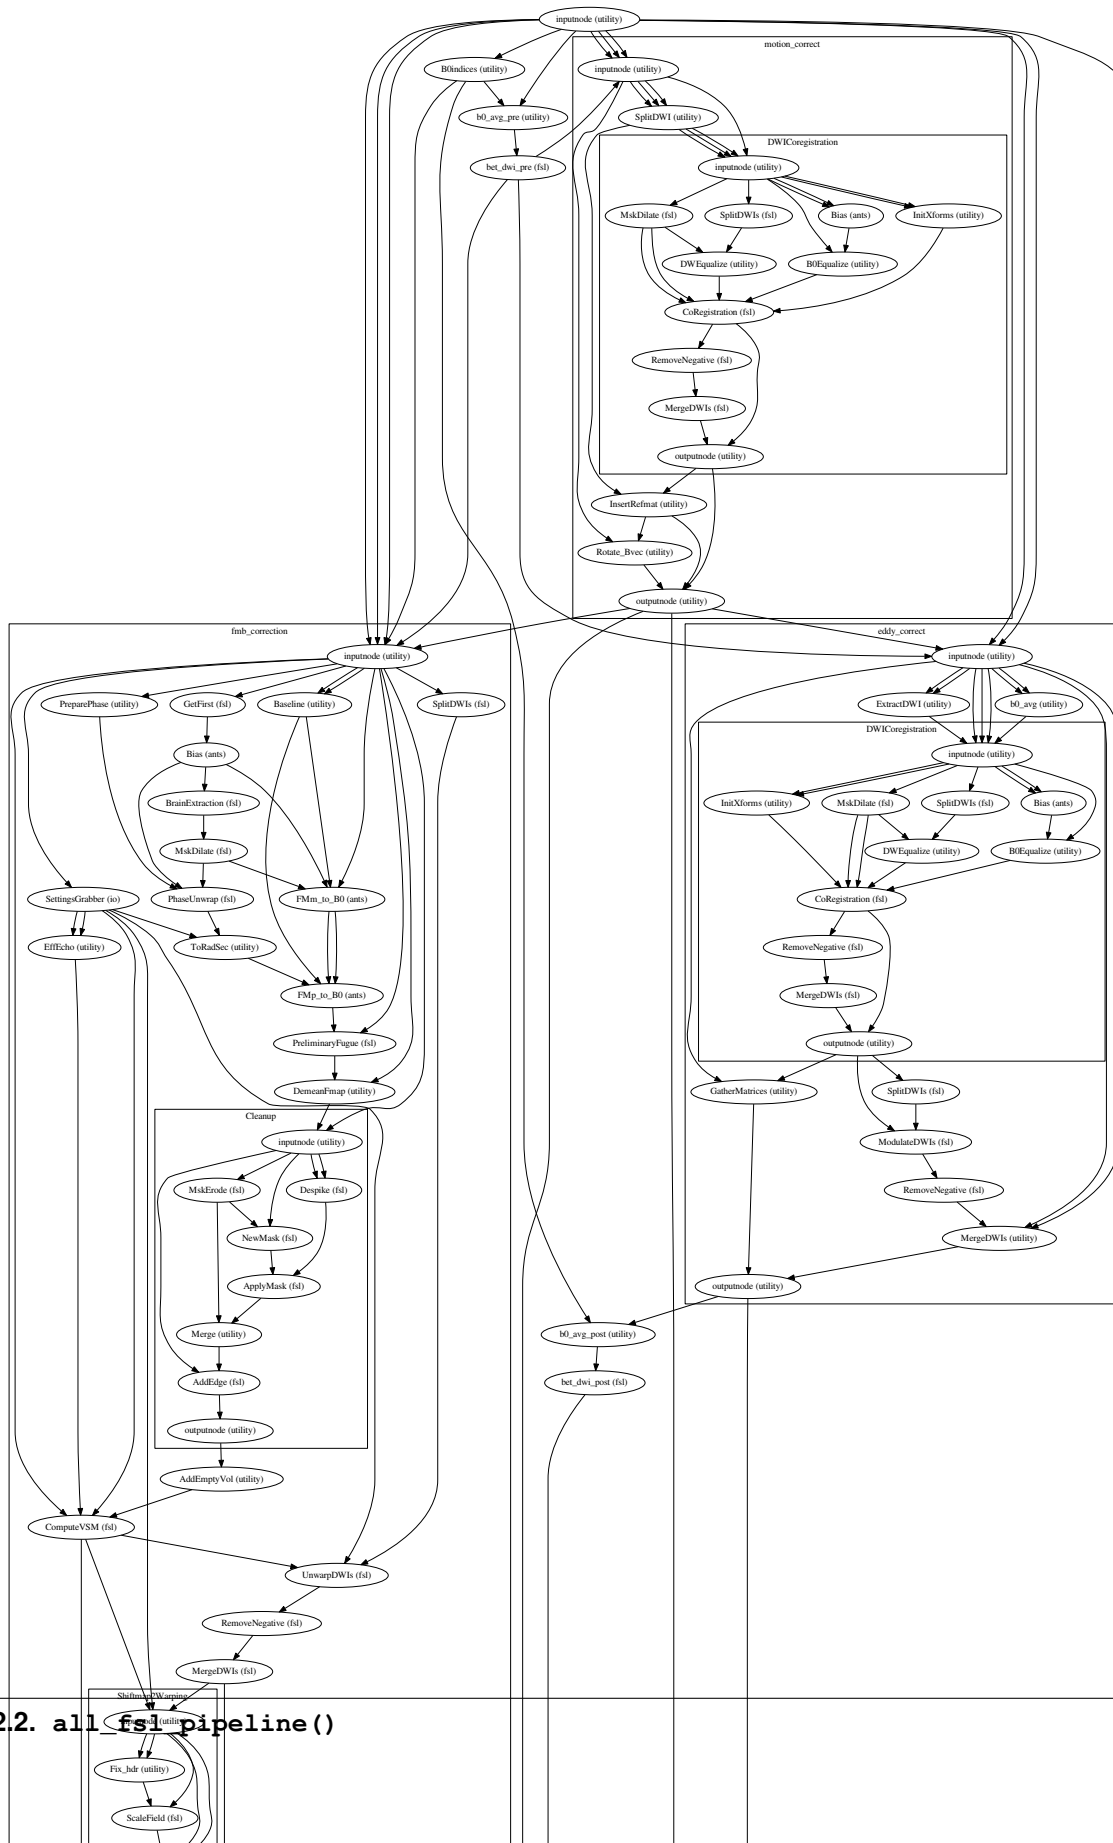 inputnode (utility)
motion_correct
B0indices (utility)
inputnode (utility)
b0_avg_pre (utility)
SplitDWI (utility)
DWICoregistration
bet_dwi_pre (fsl)
inputnode (utility)
MskDilate (fsl)
SplitDWIs (fsl)
Bias (ants)
InitXforms (utility)
DWEqualize (utility)
B0Equalize (utility)
CoRegistration (fsl)
RemoveNegative (fsl)
MergeDWIs (fsl)
outputnode (utility)
InsertRefmat (utility)
Rotate_Bvec (utility)
outputnode (utility)
fmb_correction
eddy_correct
inputnode (utility)
inputnode (utility)
PreparePhase (utility)
GetFirst (fsl)
Baseline (utility)
SplitDWIs (fsl)
ExtractDWI (utility)
b0_avg (utility)
DWICoregistration
Bias (ants)
inputnode (utility)
BrainExtraction (fsl)
InitXforms (utility)
MskDilate (fsl)
SplitDWIs (fsl)
Bias (ants)
MskDilate (fsl)
DWEqualize (utility)
B0Equalize (utility)
SettingsGrabber (io)
PhaseUnwrap (fsl)
FMm_to_B0 (ants)
CoRegistration (fsl)
EffEcho (utility)
ToRadSec (utility)
RemoveNegative (fsl)
FMp_to_B0 (ants)
MergeDWIs (fsl)
PreliminaryFugue (fsl)
outputnode (utility)
DemeanFmap (utility)
GatherMatrices (utility)
SplitDWIs (fsl)
Cleanup
inputnode (utility)
ModulateDWIs (fsl)
MskErode (fsl)
Despike (fsl)
RemoveNegative (fsl)
NewMask (fsl)
MergeDWIs (utility)
ApplyMask (fsl)
outputnode (utility)
Merge (utility)
b0_avg_post (utility)
AddEdge (fsl)
bet_dwi_post (fsl)
outputnode (utility)
AddEmptyVol (utility)
ComputeVSM (fsl)
UnwarpDWIs (fsl)
RemoveNegative (fsl)
MergeDWIs (fsl)
Shiftmap2Warping
2.2. all_fsl_pipeline()
inputnode (utility)
Fix_hdr (utility)
ScaleField (fsl)